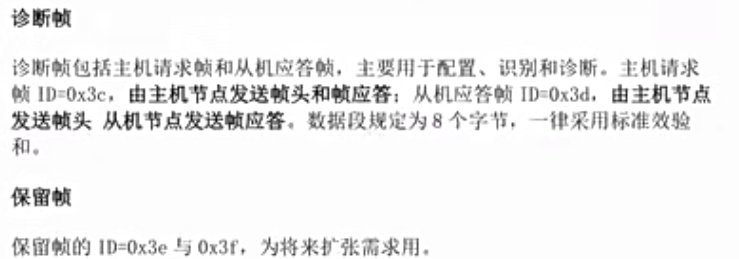 诊断帧
诊断帧包括主机请求帧和从机应答帧，主要用于配置、识别和诊断。主机请求
帧 ID=0x3c，由主机节点发送帧头和帧应答；从机应答帧 ID=0x3d，由主机节点
发送帧头 从机节点发送帧应答。数据段规定为 8 个字节，一律采用标准效验
和。
保留帧
保留帧的 ID=0x3e 与 0x3f，为将来扩张需求用。